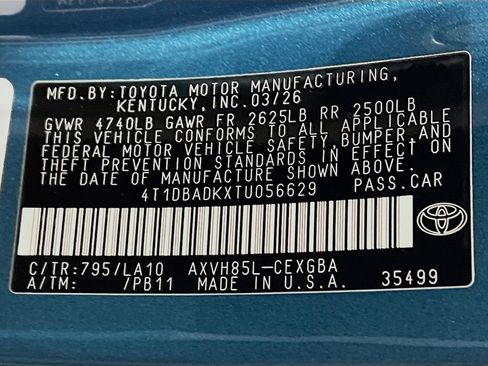 MFD.BY:TOYOTA MOTOR MANUFACTURING,
KENTUCKY, INC. 03/26
GVWR 4740LB GAWR FR 2625LB RR 2500LB
THIS VEHICLE CONFORMS TO ALL APPLICABLE
FEDERAL MOTOR VEHICLE SAFETY,BUMPER AND
THEFT PREVENTION STANDARDS IN EFFECT ON
THE DATE OF MANUFACTURE SHOWN ABOVE.
4T1DBADKXTU056629 PASS.CAR
C/TR:795/LA10 AXVH85L-CEXGBA
A/TM: /PB11 MADE IN U.S.A. 35499